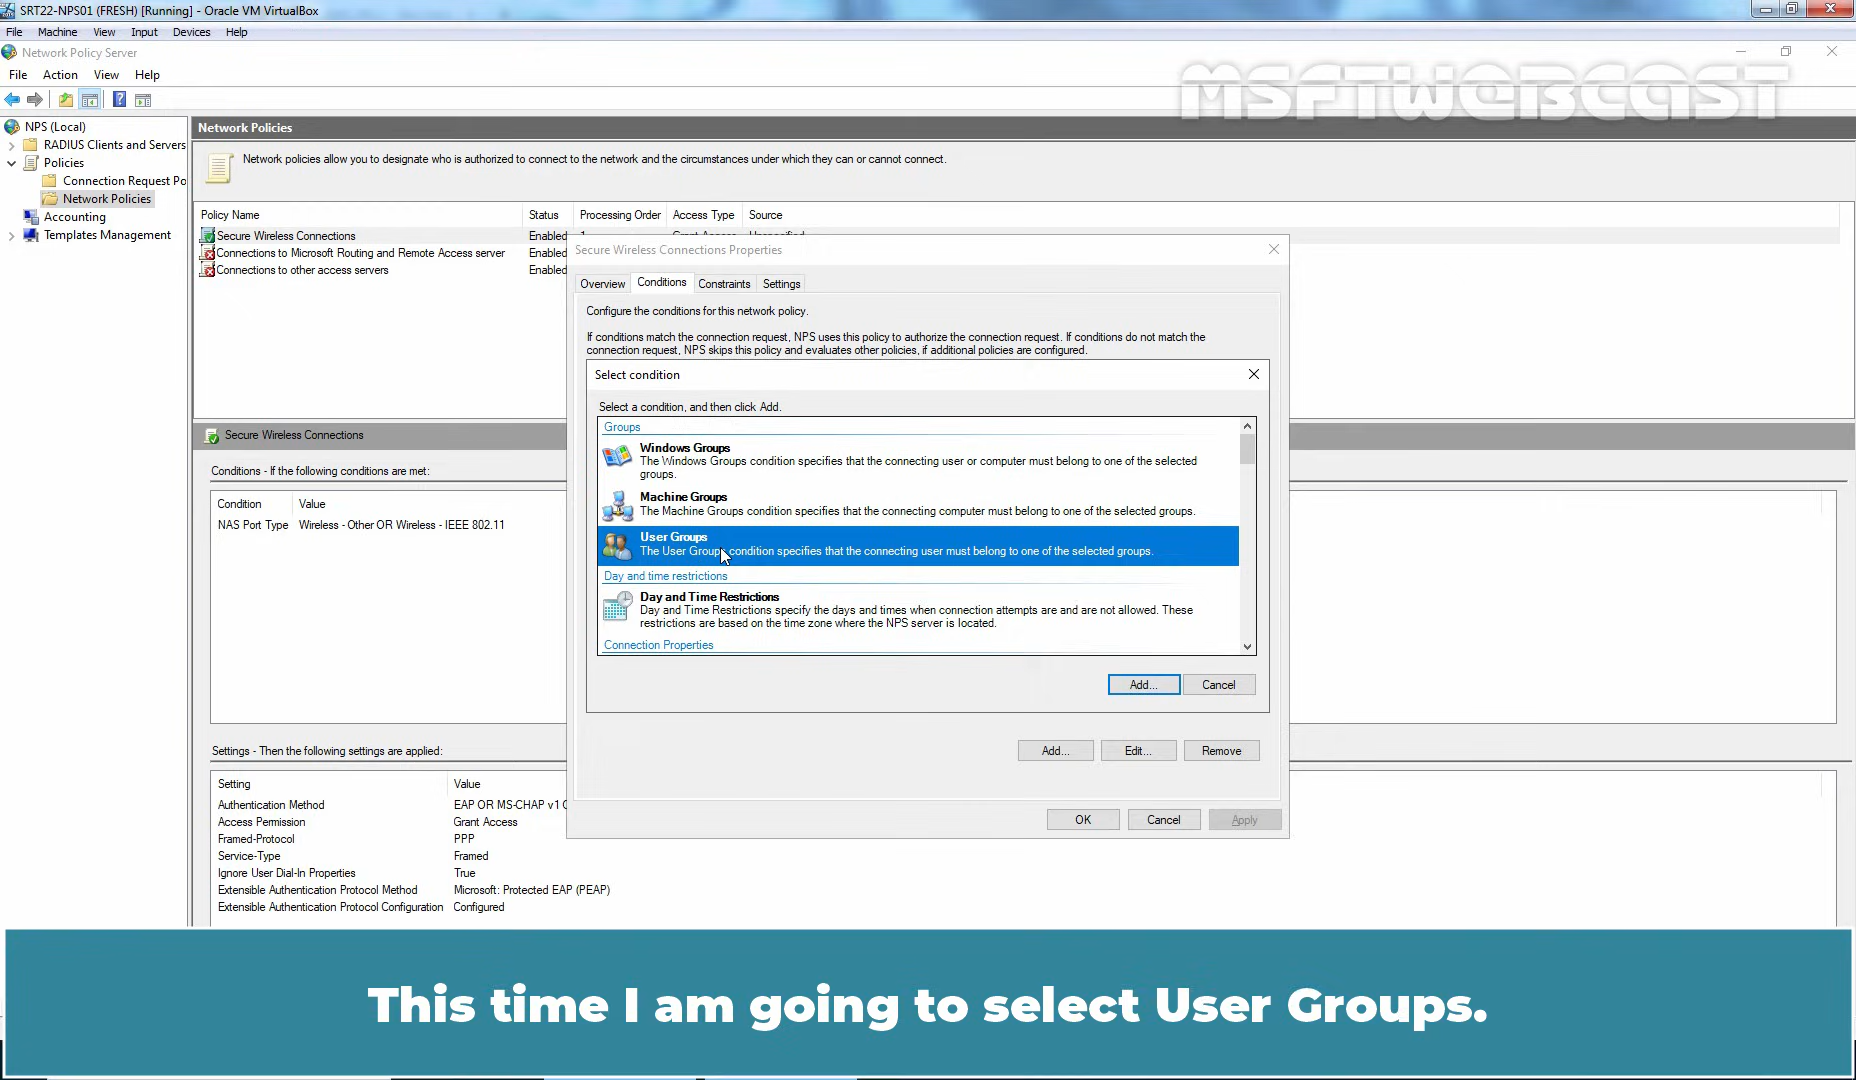 SRT22-NPS01 (FRESH) [Running] - Oracle VM VirtualBox
File Machine View Input Devices Help
Network Policy Server
File Action View Help
MSFTWEBCAST
NPS (Local)
RADIUS Clients and Servers
Policies
Connection Request Po
Network Policies
Accounting
Templates Management
Network Policies
Network policies allow you to designate who is authorized to connect to the network and the circumstances under which they can or cannot connect.
Policy Name Status Processing Order Access Type Source
Secure Wireless Connections Enabled 1 Grant Access Unspecified
Connections to Microsoft Routing and Remote Access server Enabled
Connections to other access servers Enabled
Secure Wireless Connections
Conditions - If the following conditions are met:
Condition Value
NAS Port Type Wireless - Other OR Wireless - IEEE 802.11
Settings - Then the following settings are applied:
Setting Value
Authentication Method EAP OR MS-CHAP v1
Access Permission Grant Access
Framed-Protocol PPP
Service-Type Framed
Ignore User Dial-In Properties True
Extensible Authentication Protocol Method Microsoft: Protected EAP (PEAP)
Extensible Authentication Protocol Configuration Configured
Secure Wireless Connections Properties
Overview Conditions Constraints Settings
Configure the conditions for this network policy.
If conditions match the connection request, NPS uses this policy to authorize the connection request. If conditions do not match the
connection request, NPS skips this policy and evaluates other policies, if additional policies are configured.
Select condition
Select a condition, and then click Add.
Groups
Windows Groups
The Windows Groups condition specifies that the connecting user or computer must belong to one of the selected
groups.
Machine Groups
The Machine Groups condition specifies that the connecting computer must belong to one of the selected groups.
User Groups
The User Groups condition specifies that the connecting user must belong to one of the selected groups.
Day and time restrictions
Day and Time Restrictions
Day and Time Restrictions specify the days and times when connection attempts are and are not allowed. These
restrictions are based on the time zone where the NPS server is located.
Connection Properties
Add... Cancel
Add... Edit... Remove
OK Cancel Apply
This time I am going to select User Groups.